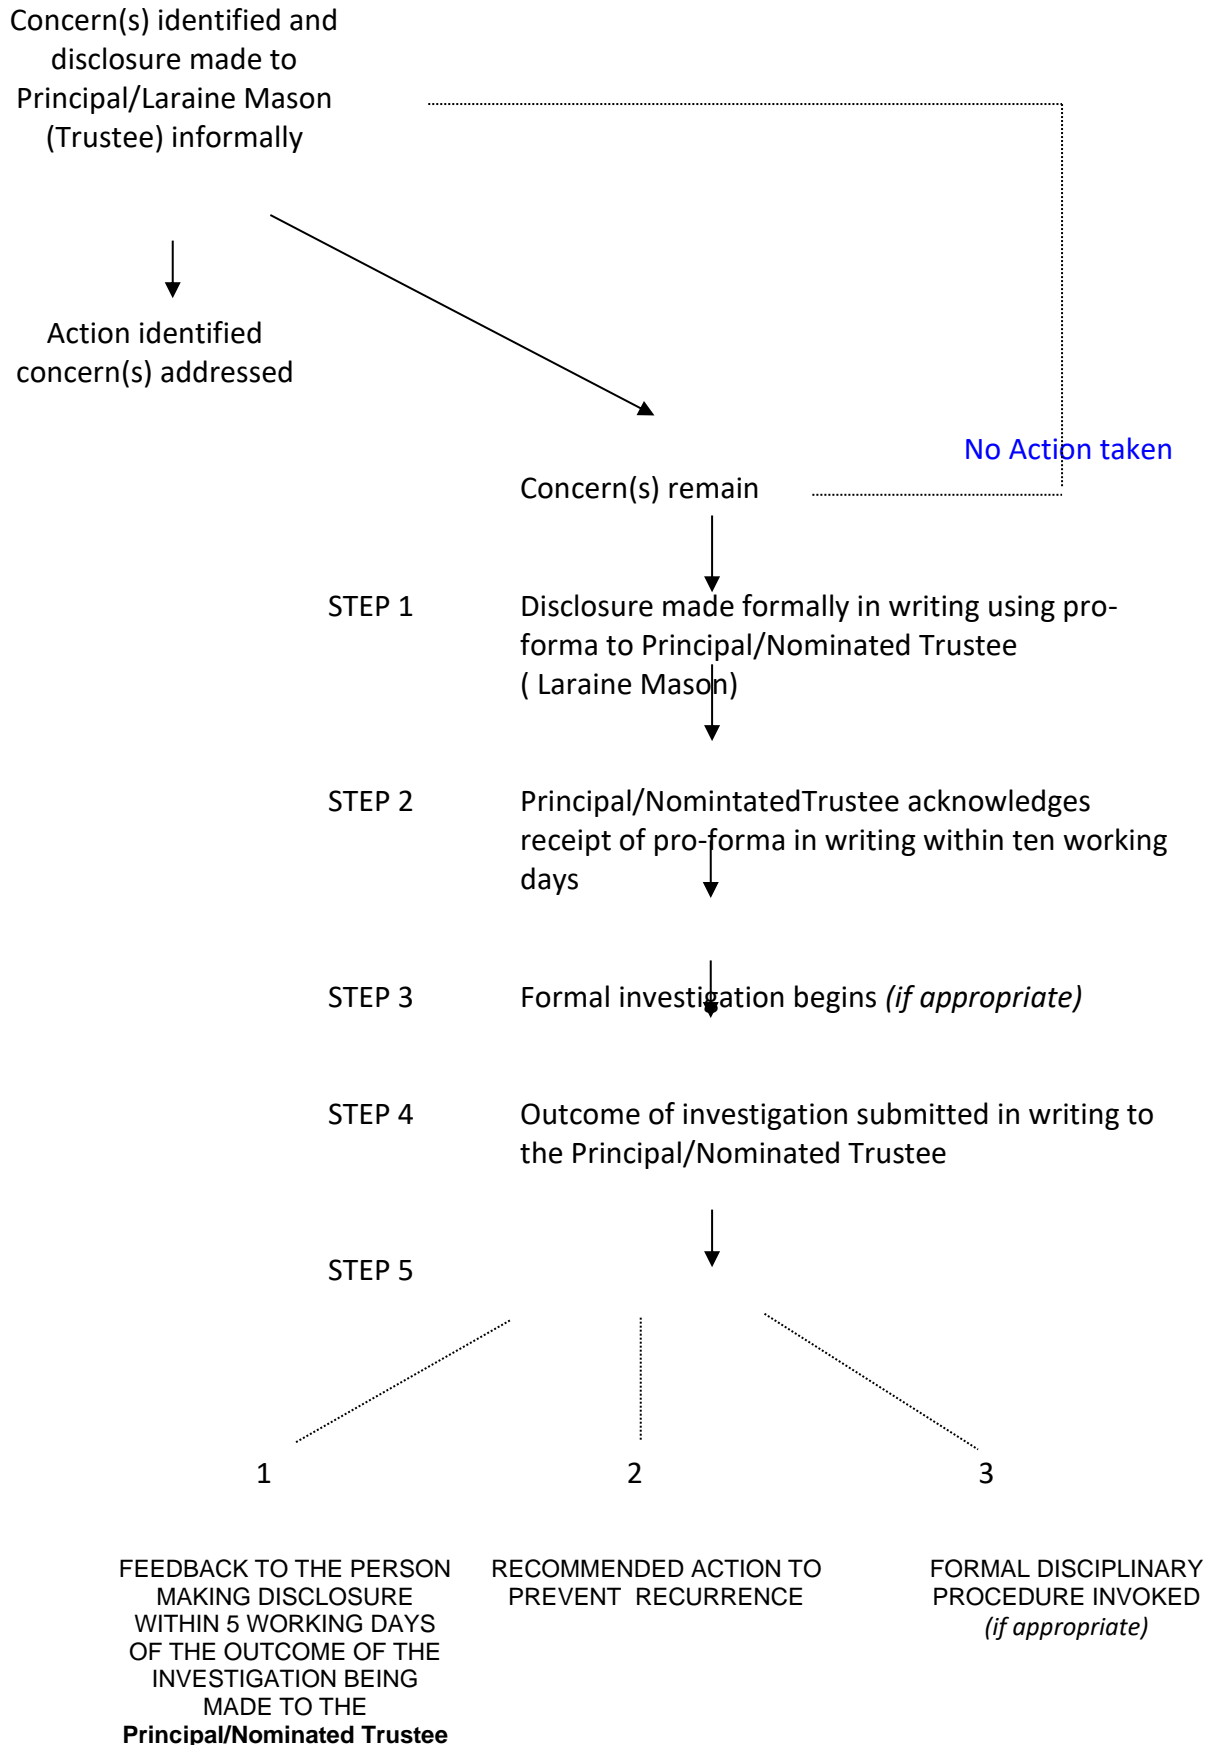 Concern(s) identified and
disclosure made to
Principal/Laraine Mason
(Trustee) informally
Action identified
concern(s) addressed
No Action taken
Concern(s) remain
STEP 1
Disclosure made formally in writing using pro-
forma to Principal/Nominated Trustee
( Laraine Mason)
STEP 2
Principal/NomintatedTrustee acknowledges
receipt of pro-forma in writing within ten working
days
STEP 3
Formal investigation begins (if appropriate)
STEP 4
Outcome of investigation submitted in writing to
the Principal/Nominated Trustee
STEP 5
1
2
3
FEEDBACK TO THE PERSON
MAKING DISCLOSURE
WITHIN 5 WORKING DAYS
OF THE OUTCOME OF THE
INVESTIGATION BEING
MADE TO THE
Principal/Nominated Trustee
RECOMMENDED ACTION TO
PREVENT RECURRENCE
FORMAL DISCIPLINARY
PROCEDURE INVOKED
(if appropriate)